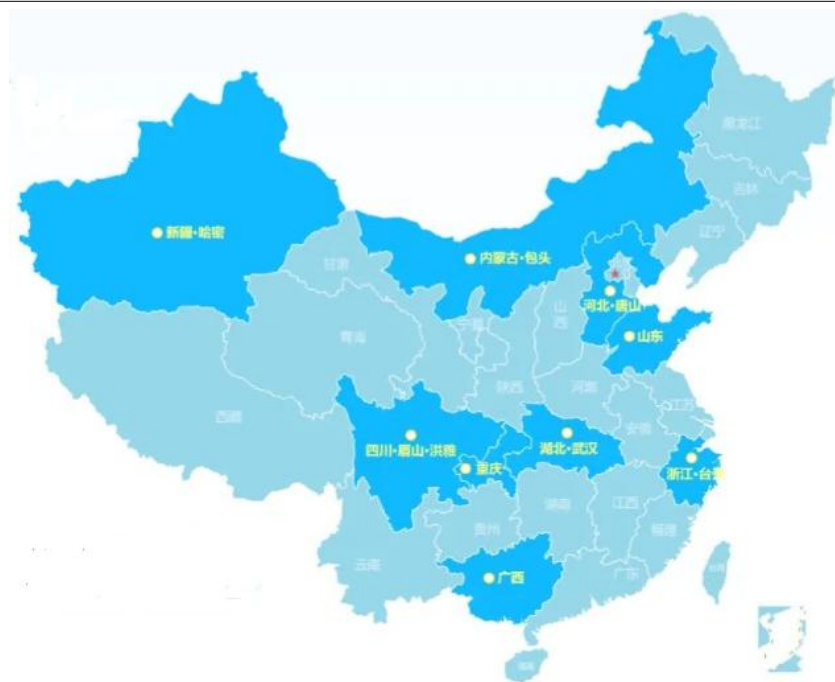 黑龙江
吉林
辽宁
新疆·哈密
内蒙古·包头
甘肃
河北·唐山
山西
山东
宁夏
青海
陕西
河南
江苏
西藏
安徽
四川·眉山·洪雅
湖北·武汉
重庆
浙江·台州
湖南
江西
贵州
福建
云南
广西
广东
台湾
海南